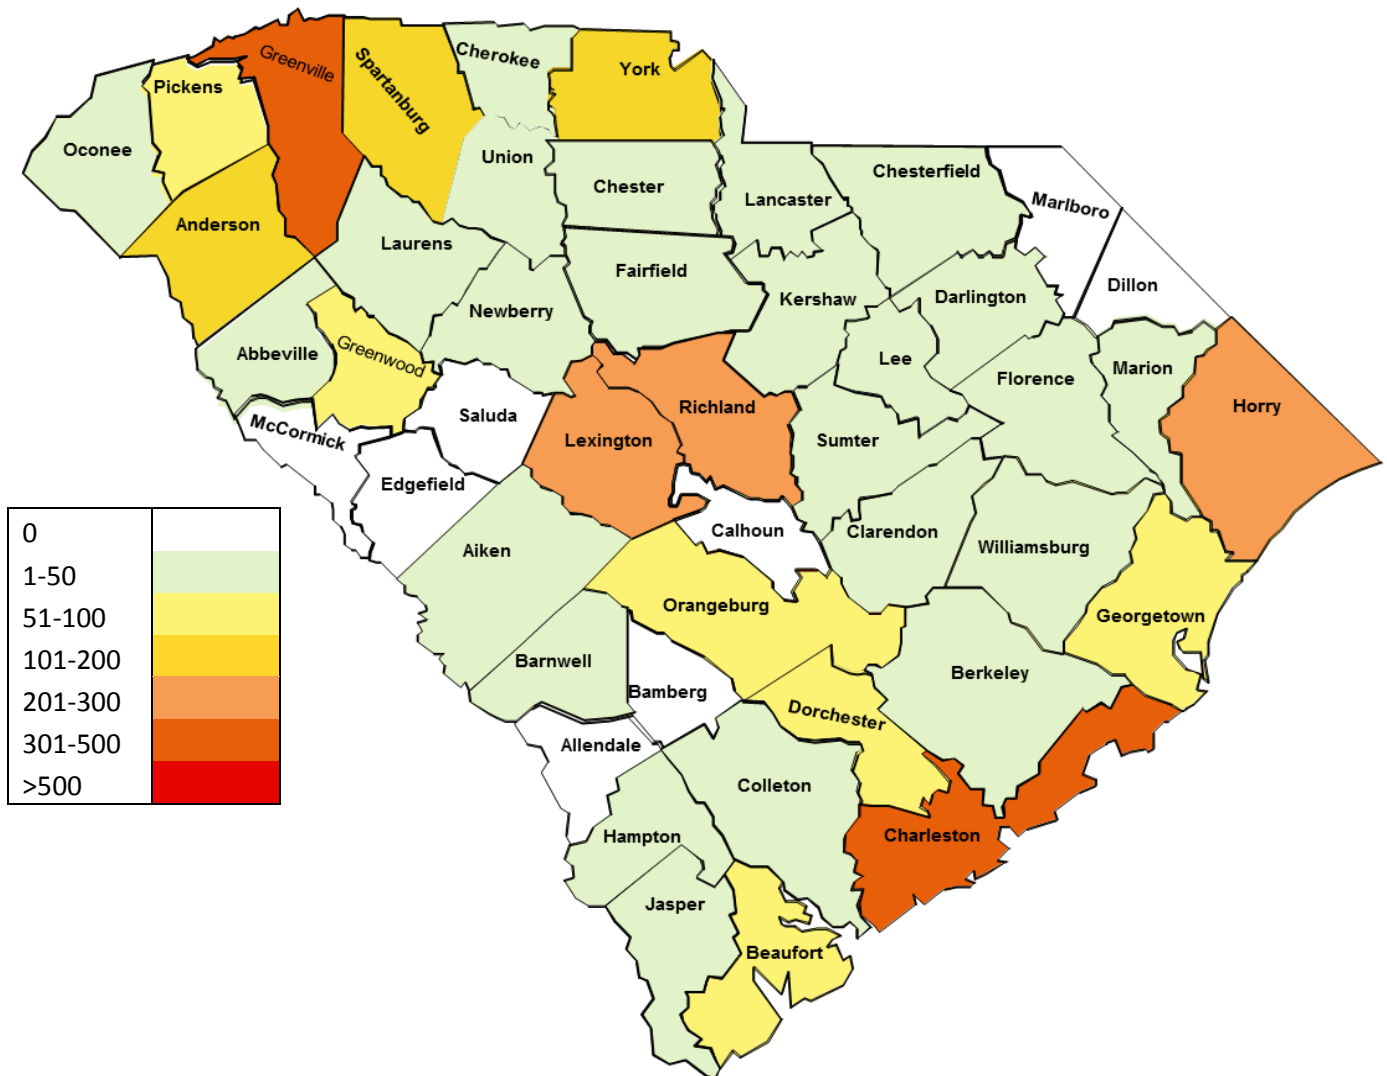 Greenville
Spartanburg
Cherokee
York
Pickens
Oconee
Union
Chester
Lancaster
Chesterfield
Marlboro
Anderson
Laurens
Fairfield
Kershaw
Darlington
Dillon
Newberry
Abbeville
Greenwood
Lee
Florence
Marion
Saluda
Richland
Horry
McCormick
Lexington
Sumter
Edgefield
Calhoun
Clarendon
Williamsburg
Aiken
Orangeburg
Georgetown
Barnwell
Bamberg
Berkeley
Dorchester
Allendale
Colleton
Hampton
Charleston
Jasper
Beaufort
0
1-50
51-100
101-200
201-300
301-500
>500